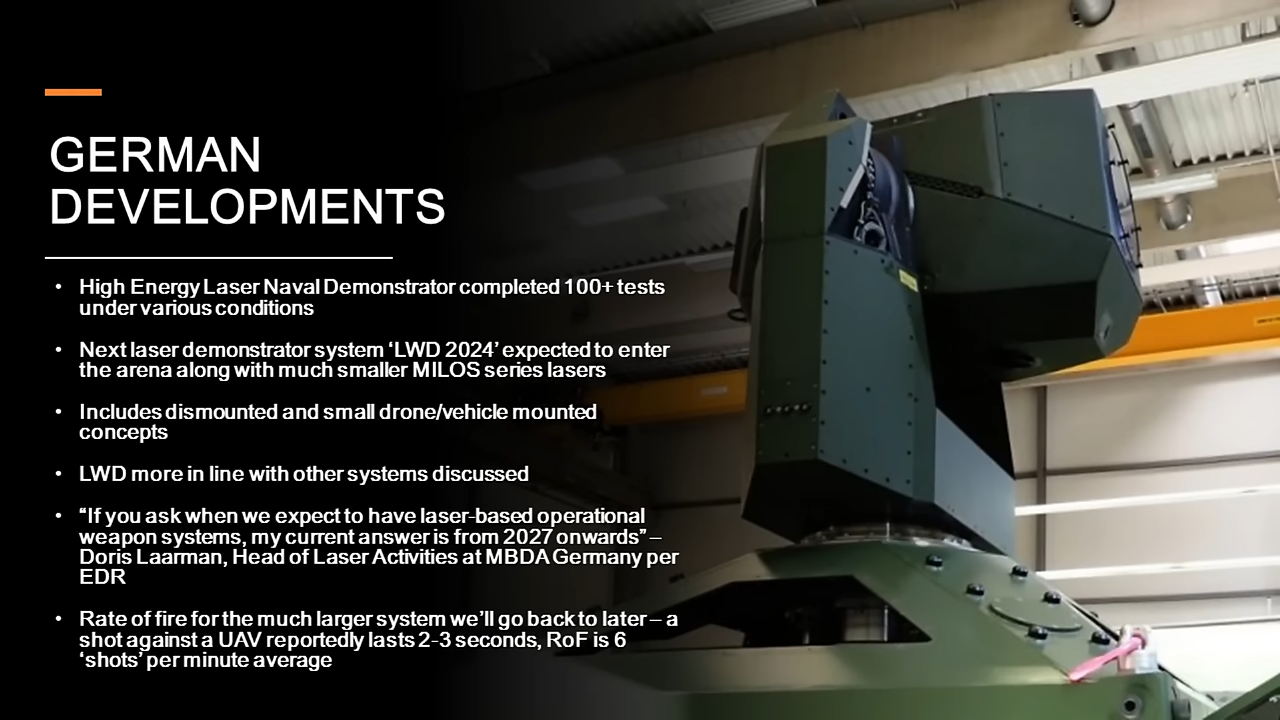 GERMAN
DEVELOPMENTS
• High Energy Laser Naval Demonstrator completed 100+ tests
under various conditions
• Next laser demonstrator system ‘LWD 2024’ expected to enter
the arena along with much smaller MILOS series lasers
• Includes dismounted and small drone/vehicle mounted
concepts
• LWD more in line with other systems discussed
• “If you ask when we expect to have laser-based operational
weapon systems, my current answer is from 2027 onwards” –
Doris Laarman, Head of Laser Activities at MBDA Germany per
EDR
• Rate of fire for the much larger system we’ll go back to later – a
shot against a UAV reportedly lasts 2-3 seconds, RoF is 6
‘shots’ per minute average